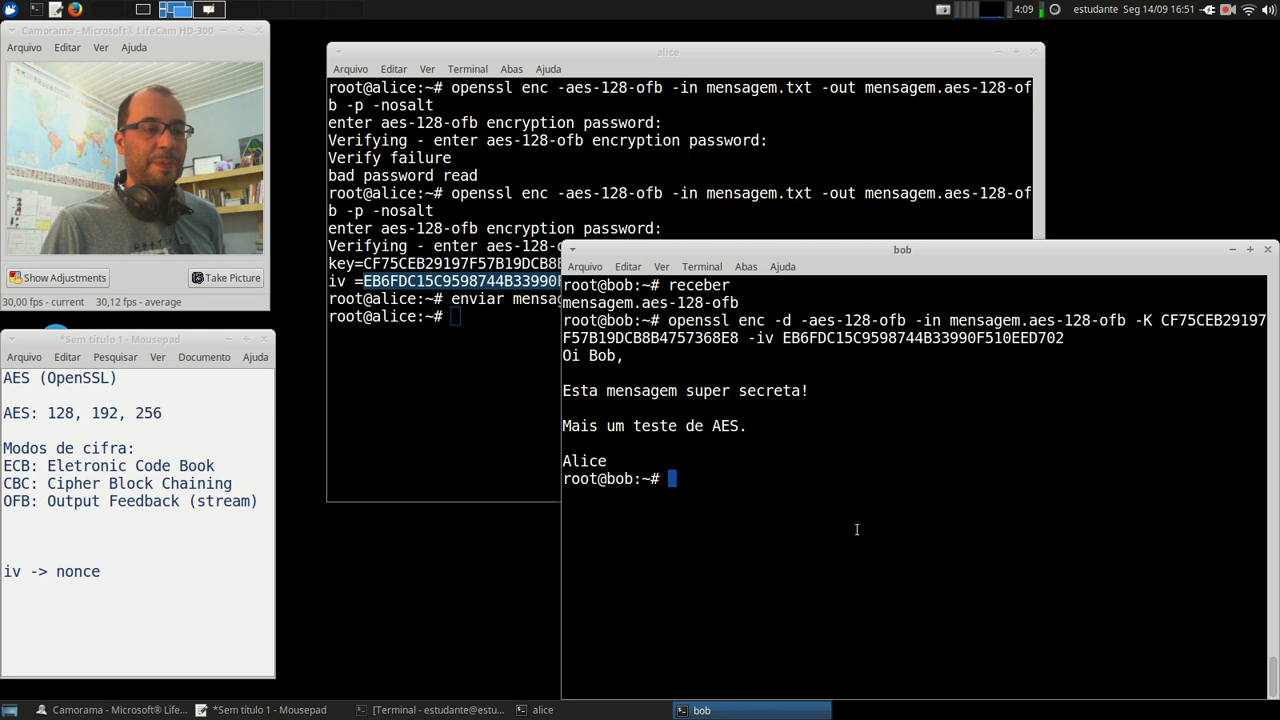 4:09 estudante Seg 14/09 16:51
Camorama - Microsoft® LifeCam HD-300
Arquivo Editar Ver Ajuda
Show Adjustments Take Picture
30,00 fps - current 30,12 fps - average
*Sem título 1 - Mousepad
Arquivo Editar Pesquisar Ver Documento Ajuda
AES (OpenSSL)
AES: 128, 192, 256
Modos de cifra:
ECB: Eletronic Code Book
CBC: Cipher Block Chaining
OFB: Output Feedback (stream)
iv -> nonce
alice
Arquivo Editar Ver Terminal Abas Ajuda
root@alice:~# openssl enc -aes-128-ofb -in mensagem.txt -out mensagem.aes-128-of
b -p -nosalt
enter aes-128-ofb encryption password:
Verifying - enter aes-128-ofb encryption password:
Verify failure
bad password read
root@alice:~# openssl enc -aes-128-ofb -in mensagem.txt -out mensagem.aes-128-of
b -p -nosalt
enter aes-128-ofb encryption password:
Verifying - enter aes-128-o
key=CF75CEB29197F57B19DCB8B
iv =EB6FDC15C9598744B33990F
root@alice:~# enviar mensag
root@alice:~#
bob
Arquivo Editar Ver Terminal Abas Ajuda
root@bob:~# receber
mensagem.aes-128-ofb
root@bob:~# openssl enc -d -aes-128-ofb -in mensagem.aes-128-ofb -K CF75CEB29197
F57B19DCB8B4757368E8 -iv EB6FDC15C9598744B33990F510EED702
Oi Bob,
Esta mensagem super secreta!
Mais um teste de AES.
Alice
root@bob:~#
Camorama - Microsoft® LifeC... *Sem título 1 - Mousepad [Terminal - estudante@estu... alice bob